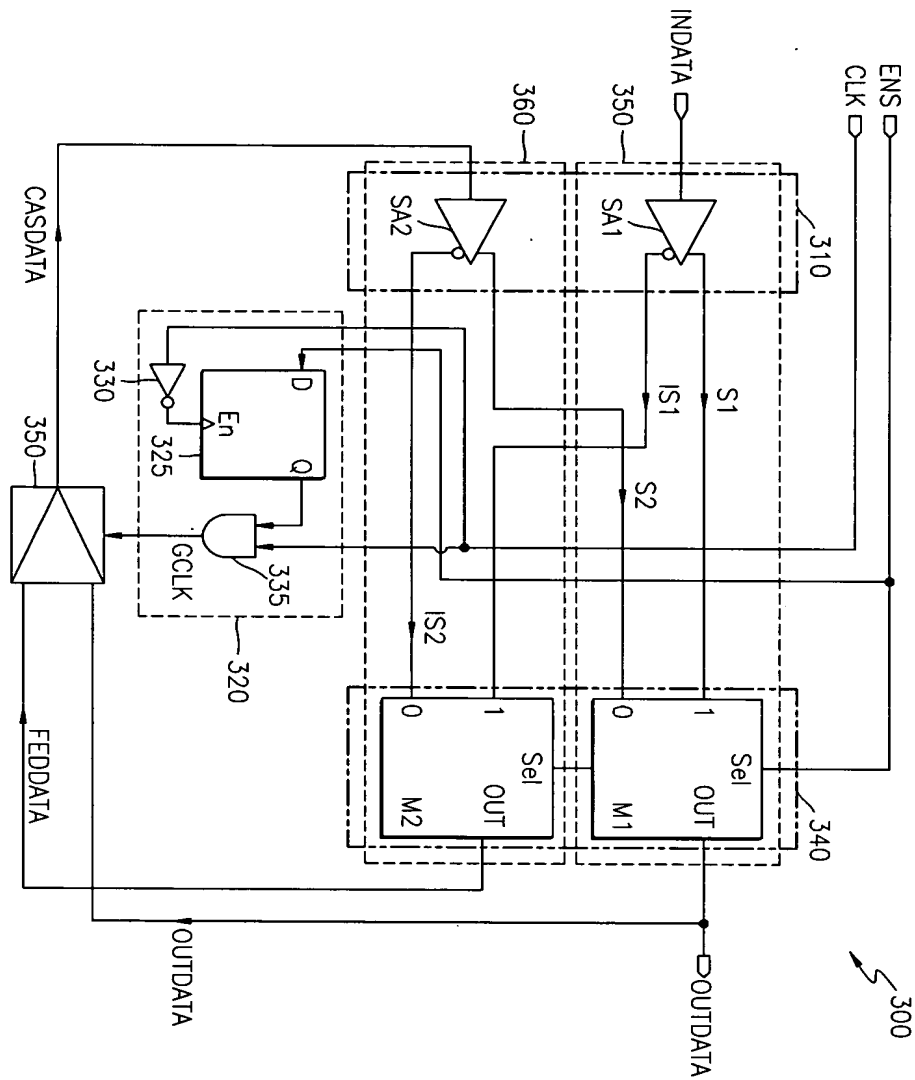 300
ENS
CLK
310
340
350
INDATA
SA1
S1
IS1
1
0
Sel
OUT
M1
OUTDATA
360
SA2
S2
IS2
1
0
Sel
OUT
M2
D
Q
En
325
330
335
GCLK
320
OUTDATA
CASDATA
350
FEDDATA